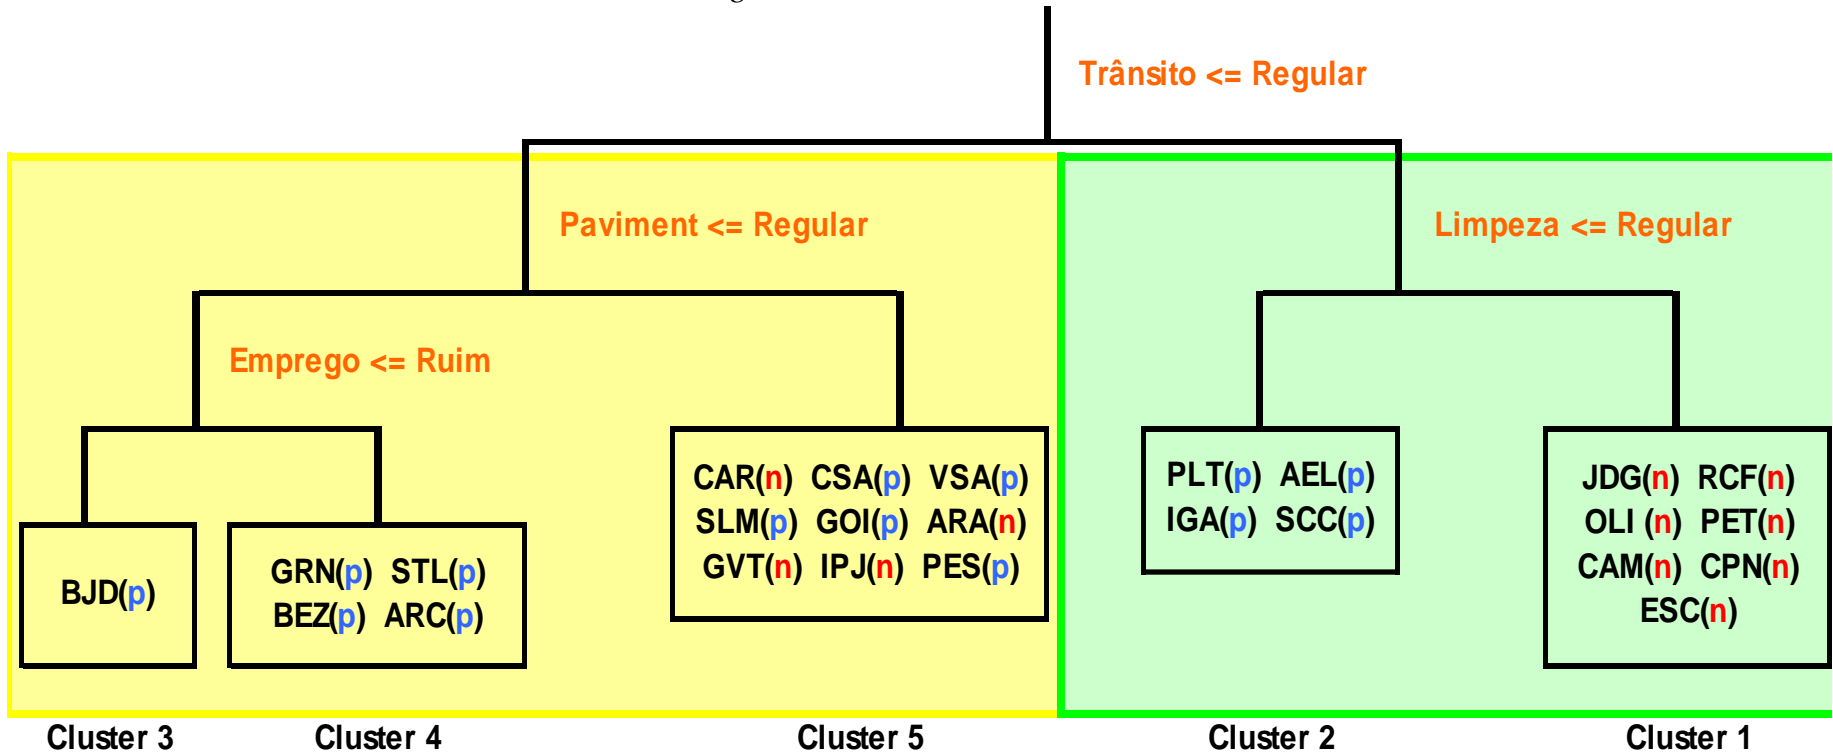 g
Trânsito <= Regular
Paviment <= Regular
Limpeza <= Regular
Emprego <= Ruim
BJD(p)
GRN(p) STL(p)
BEZ(p) ARC(p)
CAR(n) CSA(p) VSA(p)
SLM(p) GOI(p) ARA(n)
GVT(n) IPJ(n) PES(p)
PLT(p) AEL(p)
IGA(p) SCC(p)
JDG(n) RCF(n)
OLI (n) PET(n)
CAM(n) CPN(n)
ESC(n)
Cluster 3 Cluster 4 Cluster 5 Cluster 2 Cluster 1